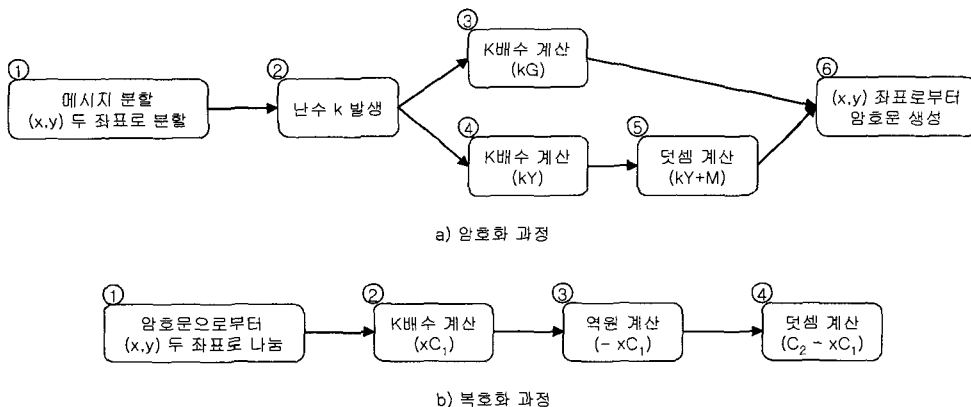 ①
메시지 분할
(x,y) 두 좌표로 분할
②
난수 k 발생
③
K배수 계산
(kG)
④
K배수 계산
(kY)
⑤
덧셈 계산
(kY+M)
⑥
(x,y) 좌표로부터
암호문 생성
a) 암호화 과정
①
암호문으로부터
(x,y) 두 좌표로 나눔
②
K배수 계산
(xC₁)
③
역원 계산
(- xC₁)
④
덧셈 계산
(C₂ - xC₁)
b) 복호화 과정